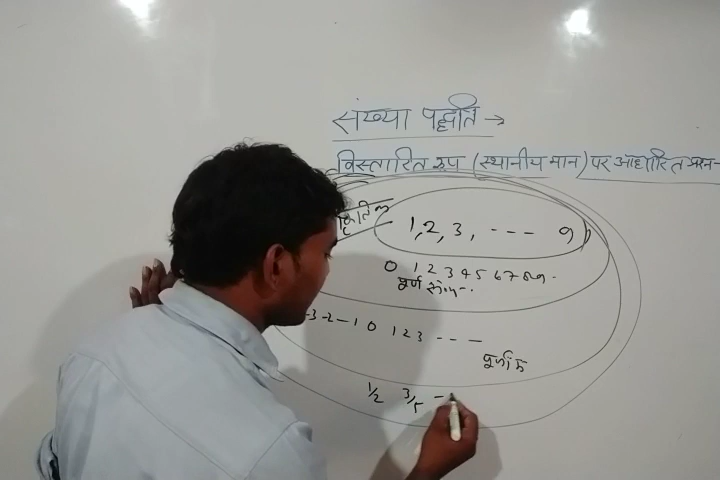 संख्या पद्धति →
विस्तारित रूप (स्थानीय मान) पर आधारित प्रश्न-
1, 2, 3, --- 9
0 1 2 3 4 5 6 7 8 9 -
पूर्ण
-3 -2 -1 0 1 2 3 ---
पूर्णांक
1/2 3/5 -